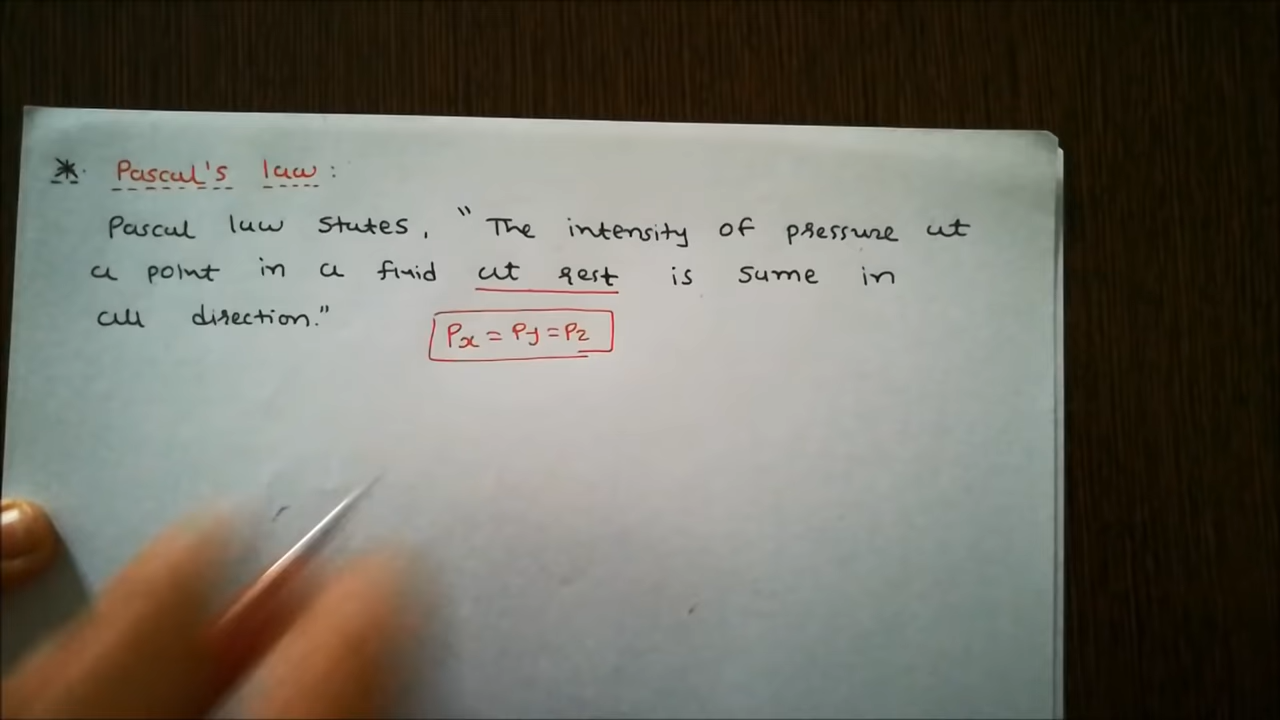 * Pascal's law :
Pascal law states, "The intensity of pressure at
a point in a fluid at rest is same in
all direction."
Px = Py = Pz